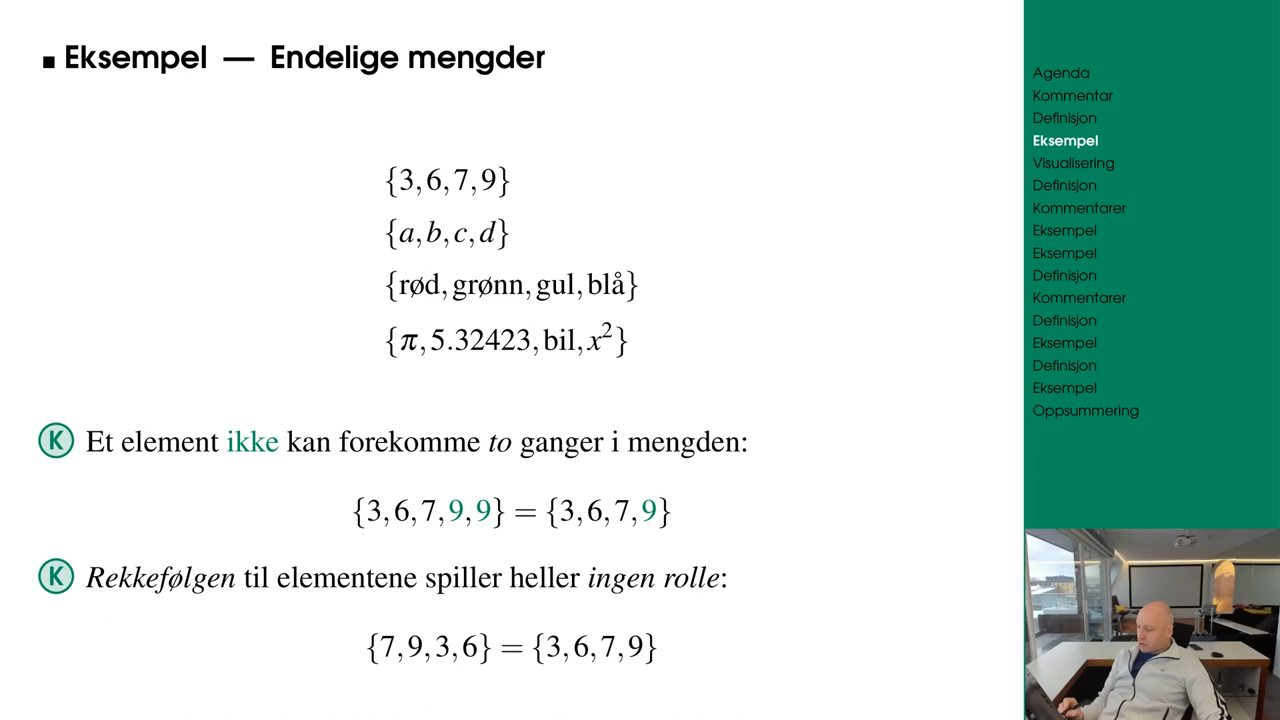 ▪ Eksempel — Endelige mengder
{3, 6, 7, 9}
{a, b, c, d}
{rød, grønn, gul, blå}
{π, 5.32423, bil, x²}
K Et element ikke kan forekomme to ganger i mengden:
{3, 6, 7, 9, 9} = {3, 6, 7, 9}
K Rekkefølgen til elementene spiller heller ingen rolle:
{7, 9, 3, 6} = {3, 6, 7, 9}
Agenda
Kommentar
Definisjon
Eksempel
Visualisering
Definisjon
Kommentarer
Eksempel
Eksempel
Definisjon
Kommentarer
Definisjon
Eksempel
Definisjon
Eksempel
Oppsummering